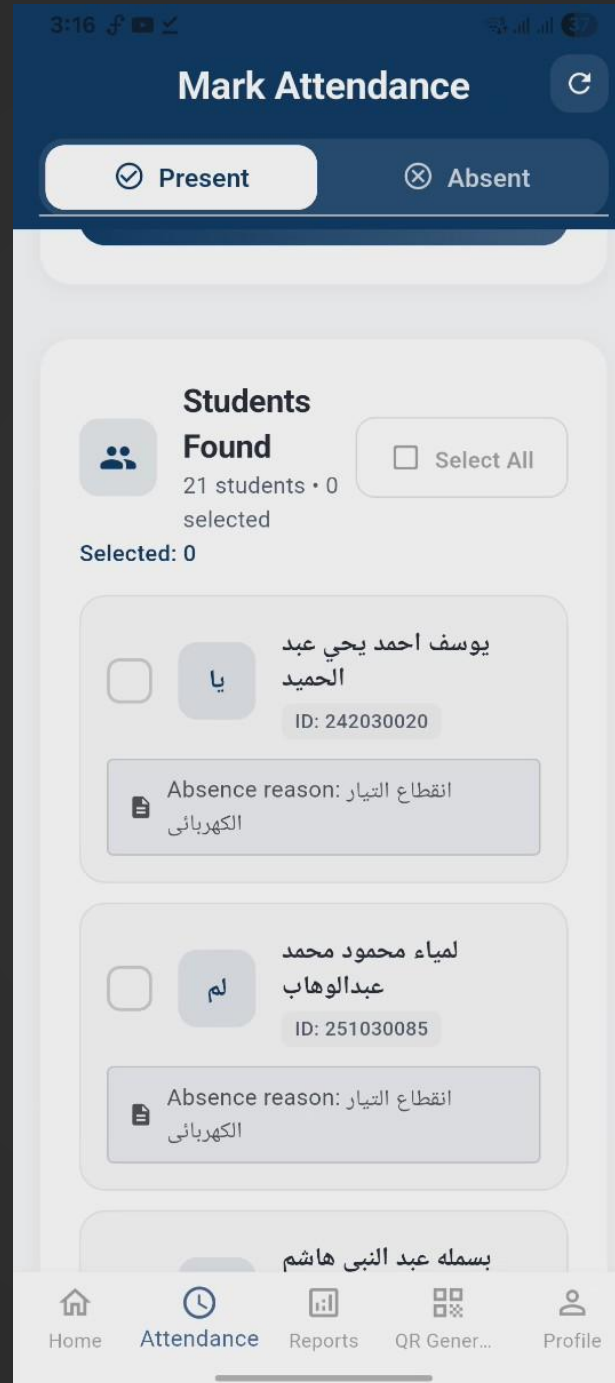 3:16
37
Mark Attendance
Present
Absent
Students
Found
21 students • 0
selected
Select All
Selected: 0
يوسف احمد يحي عبد
الحميد
يا
ID: 242030020
Absence reason: انقطاع التيار
الكهربائى
لمياء محمود محمد
عبدالوهاب
لم
ID: 251030085
Absence reason: انقطاع التيار
الكهربائى
بسمله عبد النبى هاشم
Home
Attendance
Reports
QR Gener...
Profile